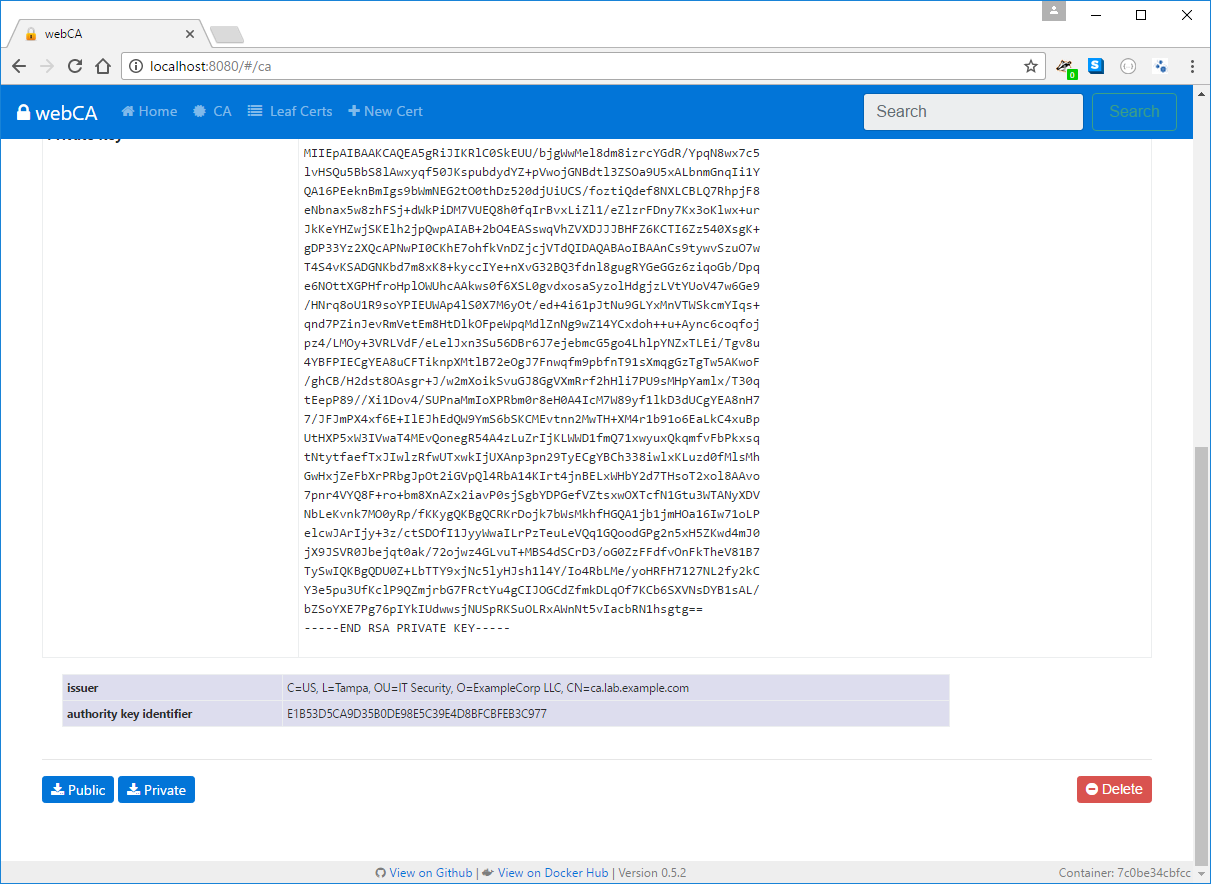 webCA
localhost:8080/#/ca
0
webCA
Home
CA
Leaf Certs
New Cert
Search
Search
MIIEpAIBAAKCAQEA5gRiJIKRlC0SkEUU/bjgWwMel8dm8izrcYGdR/YpqN8wx7c5
lvHSQu5BbS8lAwxyqf50JKspubdydYZ+pVwojGNBdtl3ZSOa9U5xALbnmGnqIi1Y
QA16PEeknBmIgs9bWmNEG2tO0thDz520djUiUCS/foztiQdef8NXLCBLQ7RhpjF8
eNbnax5w8zhFSj+dWkPiDM7VUEQ8h0fqIrBvxLiZl1/eZlzrFDny7Kx3oKlwx+ur
JkKeYHZwjSKElh2jpQwpAIAB+2bO4EASswqVhZVXDJJJBHFZ6KCTI6Zz540XsgK+
gDP33Yz2XQcAPNwPI0CKhE7ohfkVnDZjcjVTdQIDAQABAoIBAAnCs9tywvSzuO7w
T4S4vKSADGNKbd7m8xK8+kyccIYe+nXvG32BQ3fdnl8gugRYGeGGz6ziqoGb/Dpq
e6NOttXGPHfroHplOWUhcAAkws0f6XSL0gvdxosaSyzolHdgjzLVtYUoV47w6Ge9
/HNrq8oU1R9soYPIEUWAp4lS0X7M6yOt/ed+4i61pJtNu9GLYxMnVTWSkcmYIqs+
qnd7PZinJevRmVetEm8HtDlkOFpeWpqMdlZnNg9wZ14YCxdoh++u+Aync6coqfoj
pz4/LMOy+3VRLVdF/eLelJxn3Su56DBr6J7ejebmcG5go4LhlpYNZxTLEi/Tgv8u
4YBFPIECgYEA8uCFTiknpXMtlB72eOgJ7Fnwqfm9pbfnT91sXmqgGzTgTw5AKwoF
/ghCB/H2dst8OAsgr+J/w2mXoikSvuGJ8GgVXmRrf2hHli7PU9sMHpYamlx/T30q
tEepP89//Xi1Dov4/SUPnaMmIoXPRbm0r8eH0A4IcM7W89yf1lkD3dUCgYEA8nH7
7/JFJmPX4xf6E+IlEJhEdQW9YmS6bSKCMEvtnn2MwTH+XM4r1b91o6EaLkC4xuBp
UtHXP5xW3IVwaT4MEvQonegR54A4zLuZrIjKLWWD1fmQ71xwyuxQkqmfvFbPkxsq
tNtytfaefTxJIwlzRfwUTxwkIjUXAnp3pn29TyECgYBCh338iwlxKLuzd0fMlsMh
GwHxjZeFbXrPRbgJpOt2iGVpQl4RbA14KIrt4jnBELxWHbY2d7THsoT2xol8AAvo
7pnr4VYQ8F+ro+bm8XnAZx2iavP0sjSgbYDPGefVZtsxwOXTcfN1Gtu3WTANyXDV
NbLeKvnk7MO0yRp/fKKygQKBgQCRKrDojk7bWsMkhfHGQA1jb1jmHOa16Iw71oLP
elcwJArIjy+3z/ctSDOfI1JyyWwaILrPzTeuLeVQq1GQoodGPg2n5xH5ZKwd4mJ0
jX9JSVR0Jbejqt0ak/72ojwz4GLvuT+MBS4dSCrD3/oG0ZzFFdfvOnFkTheV81B7
TySwIQKBgQDU0Z+LbTTY9xjNc5lyHJsh1l4Y/Io4RbLMe/yoHRFH7127NL2fy2kC
Y3e5pu3UfKclP9QZmjrbG7FRctYu4gCIJOGCdZfmkDLqOf7KCb6SXVNsDYB1sAL/
bZSoYXE7Pg76pIYkIUdwwsjNUSpRKSuOLRxAWnNt5vIacbRN1hsgtg==
-----END RSA PRIVATE KEY-----
issuer C=US, L=Tampa, OU=IT Security, O=ExampleCorp LLC, CN=ca.lab.example.com
authority key identifier E1B53D5CA9D35B0DE98E5C39E4D8BFCBFEB3C977
Public
Private
Delete
View on Github | View on Docker Hub | Version 0.5.2
Container: 7c0be34cbfcc